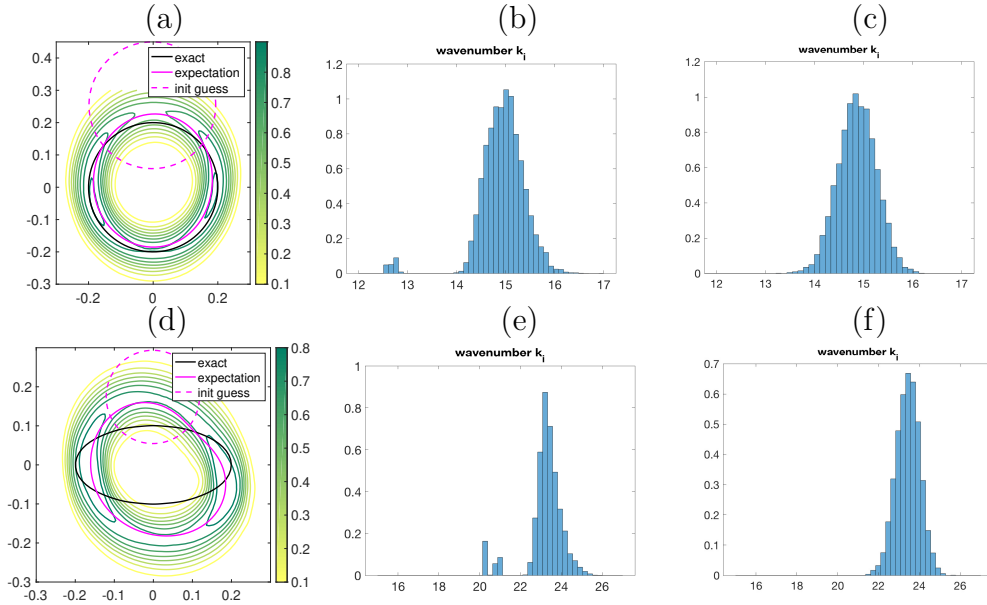 (a)
exact
expectation
init guess
0.4
0.3
0.2
0.1
0
-0.1
-0.2
-0.3
-0.2 0 0.2
0.8
0.7
0.6
0.5
0.4
0.3
0.2
0.1
(b)
wavenumber k_i
1.2
1
0.8
0.6
0.4
0.2
0
12 13 14 15 16 17
(c)
wavenumber k_i
1.2
1
0.8
0.6
0.4
0.2
0
12 13 14 15 16 17
(d)
exact
expectation
init guess
0.2
0.1
0
-0.1
-0.2
-0.3
-0.3 -0.2 -0.1 0 0.1 0.2
0.8
0.7
0.6
0.5
0.4
0.3
0.2
0.1
(e)
wavenumber k_i
1
0.8
0.6
0.4
0.2
0
16 18 20 22 24 26
(f)
wavenumber k_i
0.7
0.6
0.5
0.4
0.3
0.2
0.1
0
16 18 20 22 24 26